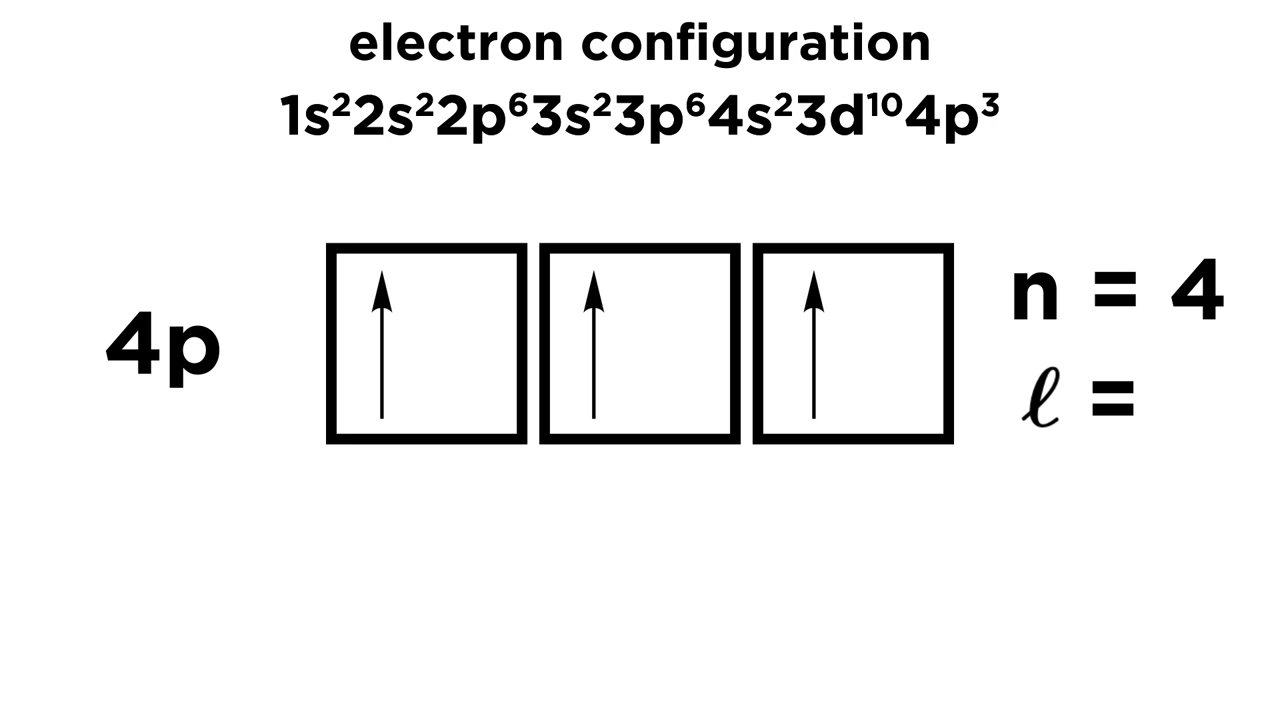 electron configuration
1s²2s²2p⁶3s²3p⁶4s²3d¹⁰4p³
4p
n = 4
ℓ =